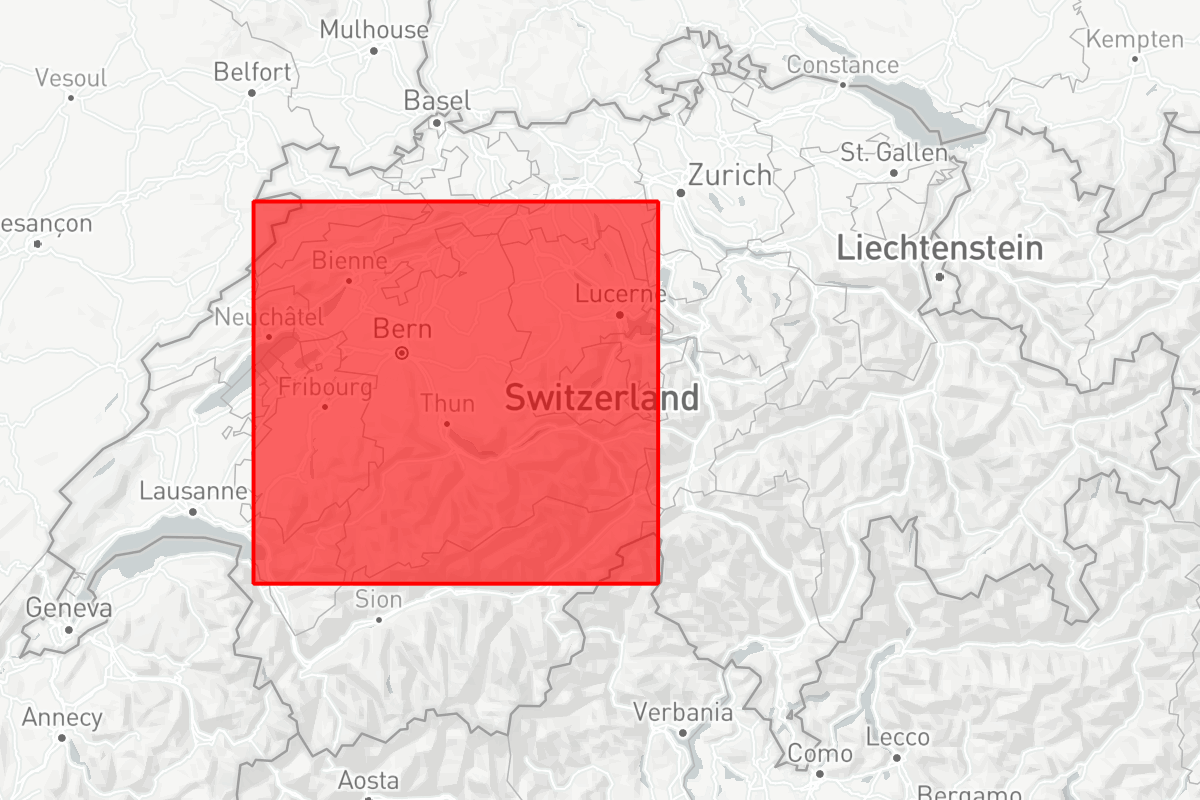 Mulhouse
Kempten
Vesoul
Belfort
Constance
Basel
St. Gallen
Zurich
esançon
Liechtenstein
Bienne
Lucerne
Neuchâtel
Bern
Fribourg
Thun
Switzerland
Lausanne
Sion
Geneva
Annecy
Verbania
Lecco
Como
Aosta
Bergamo